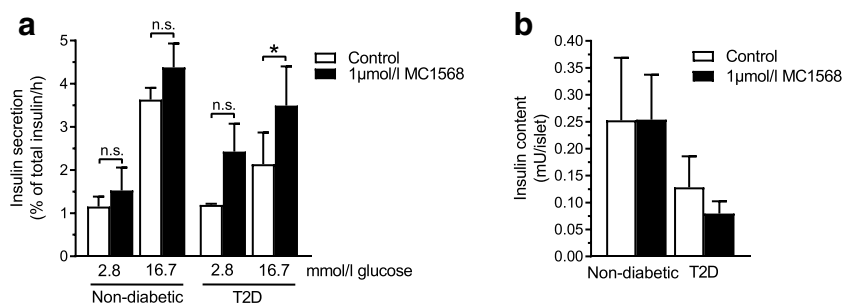 a
Insulin secretion
(% of total insulin/h)
5
4
3
2
1
0
n.s.
n.s.
n.s.
*
Control
1µmol/l MC1568
2.8
16.7
2.8
16.7
mmol/l glucose
Non-diabetic
T2D
b
Insulin content
(mU/islet)
0.40
0.35
0.30
0.25
0.20
0.15
0.10
0.05
0.00
Control
1µmol/l MC1568
Non-diabetic
T2D